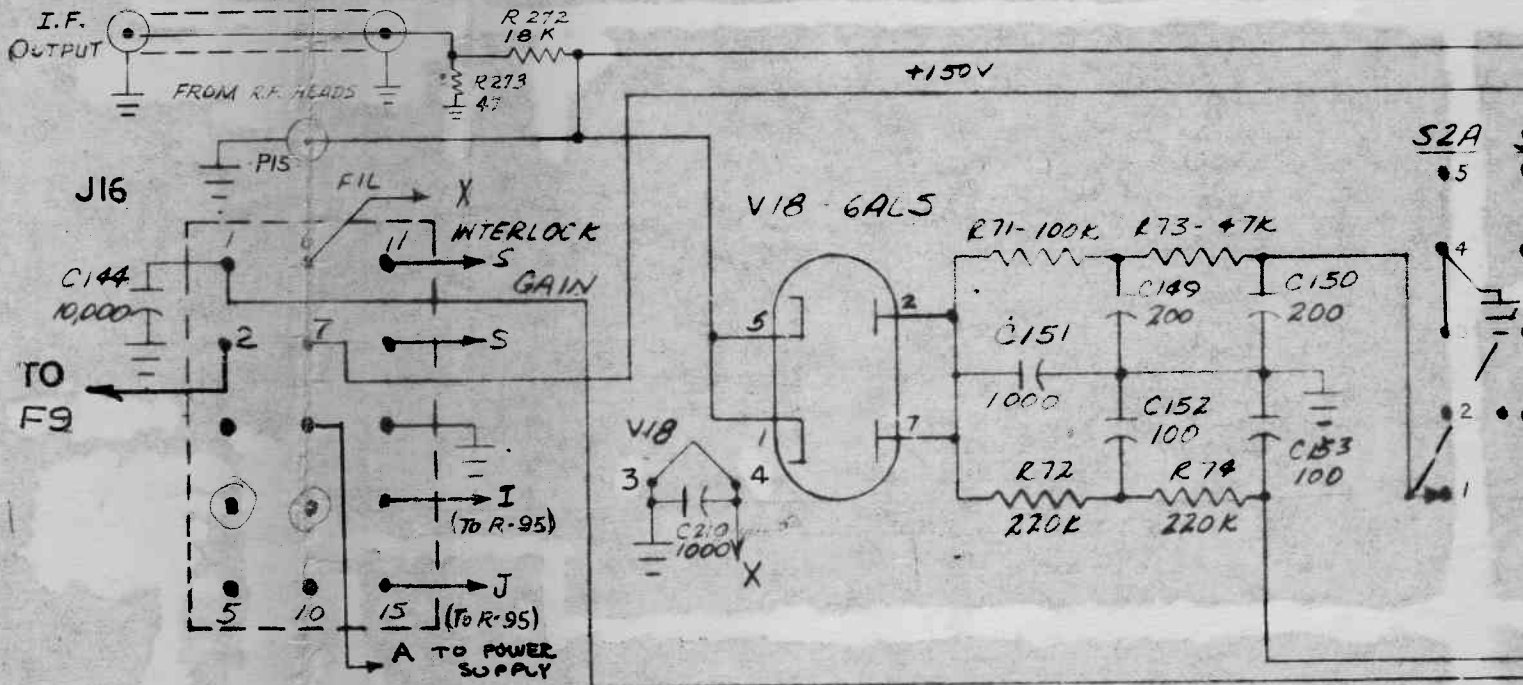 I.F.
OUTPUT
R 272
18 K
R273
47
FROM R.F. HEADS
+150V
P15
J16
FIL
X
INTERLOCK
1
6
11
S
GAIN
C144
10,000
2
7
S
TO
F9
I
(TO R-95)
J
(TO R-95)
5
10
15
A TO POWER
SUPPLY
V18 - 6AL5
5
2
1
7
V18
3
4
C210
1000
X
R71-100K
R73-47K
C149
200
C150
200
C151
1000
C152
100
C153
100
R72
220K
R74
220K
S2A
5
4
2
1